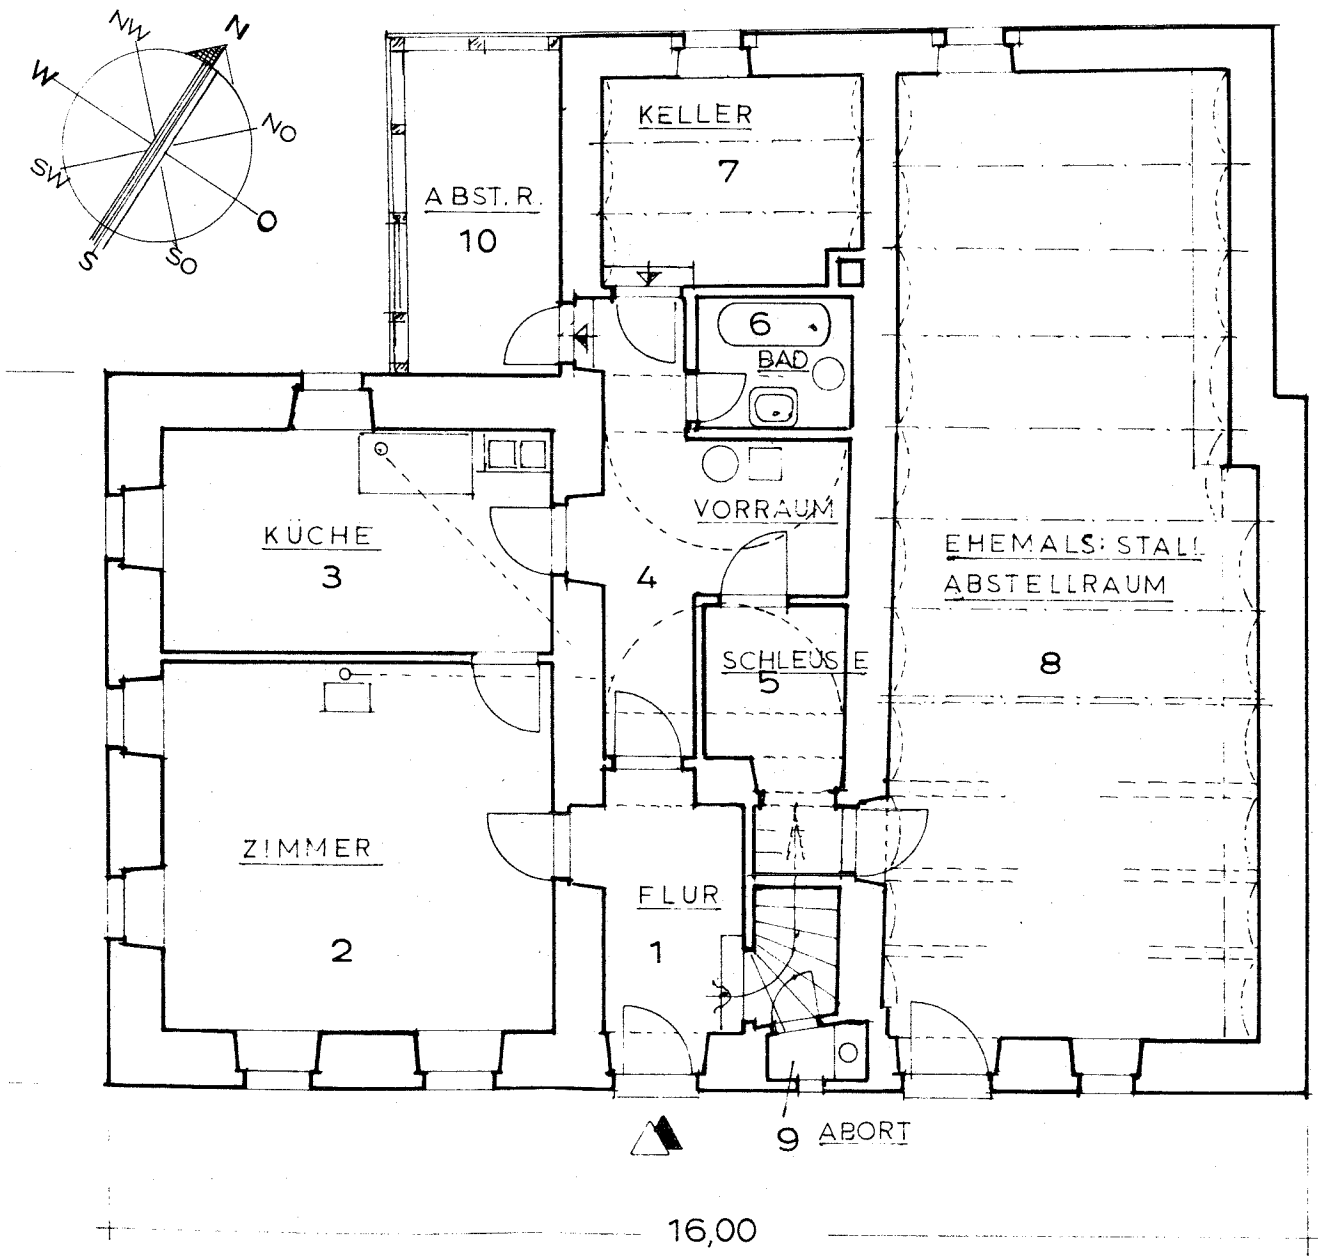 NW
N
W
NO
SW
O
S
SO
KELLER
7
ABST. R.
10
6
BAD
KÜCHE
3
VORRAUM
4
EHEMALS: STALL
ABSTELLRAUM
8
SCHLEUSE
5
ZIMMER
2
FLUR
1
9 ABORT
16,00